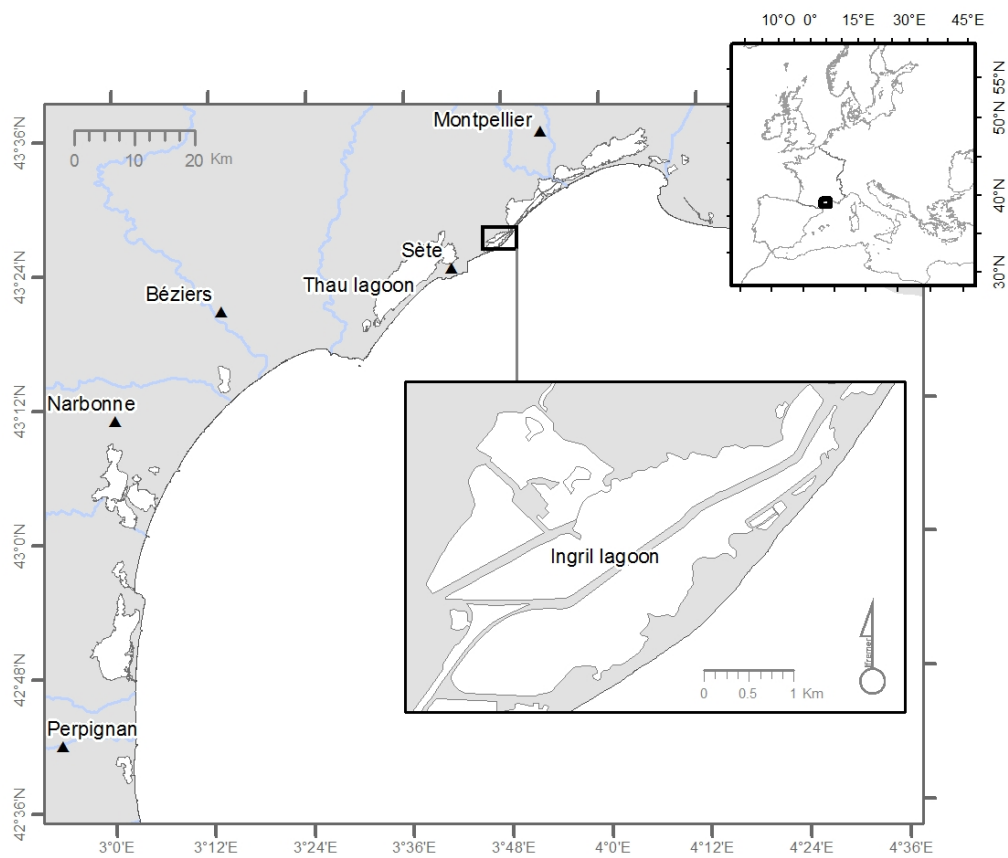 10°O 0° 15°E 30°E 45°E
55°N
50°N
40°N
30°N
43°36'N
43°24'N
43°12'N
43°0'N
42°48'N
42°36'N
0 10 20 Km
Montpellier
Sète
Thau lagoon
Béziers
Narbonne
Perpignan
Ingril lagoon
Ifremer
0 0.5 1 Km
3°0'E 3°12'E 3°24'E 3°36'E 3°48'E 4°0'E 4°12'E 4°24'E 4°36'E